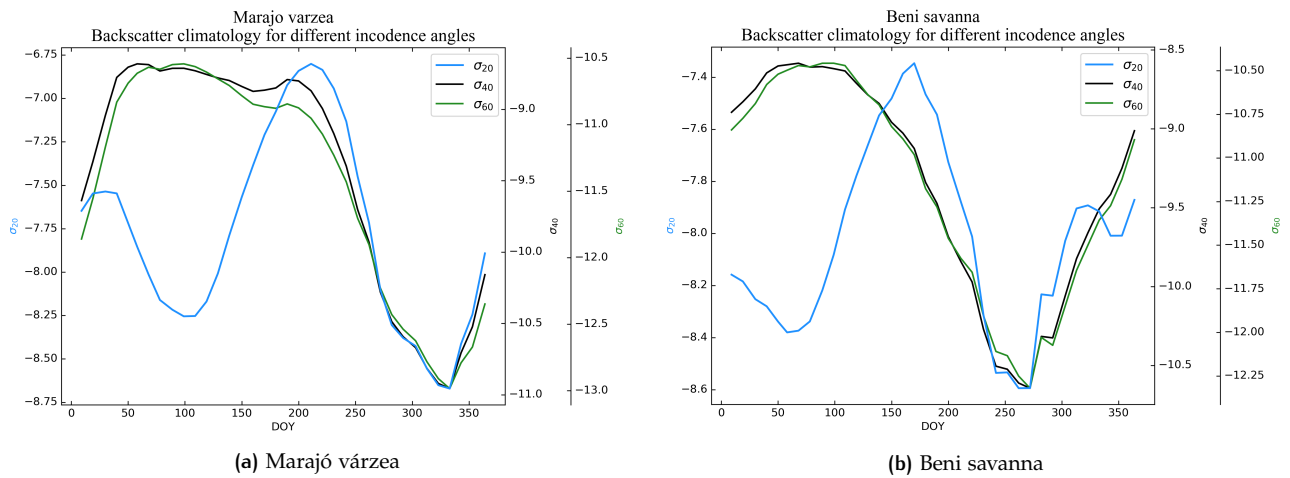 Marajo varzea
Backscatter climatology for different incodence angles
σ20
σ40
σ60
−6.75
−7.00
−7.25
−7.50
−7.75
−8.00
−8.25
−8.50
−8.75
σ20
0 50 100 150 200 250 300 350
DOY
−9.0
−9.5
−10.0
−10.5
−11.0
σ40
−10.5
−11.0
−11.5
−12.0
−12.5
−13.0
σ60
(a) Marajó várzea
Beni savanna
Backscatter climatology for different incodence angles
σ20
σ40
σ60
−7.4
−7.6
−7.8
−8.0
−8.2
−8.4
−8.6
σ20
0 50 100 150 200 250 300 350
DOY
−8.5
−9.0
−9.5
−10.0
−10.5
σ40
−10.50
−10.75
−11.00
−11.25
−11.50
−11.75
−12.00
−12.25
σ60
(b) Beni savanna